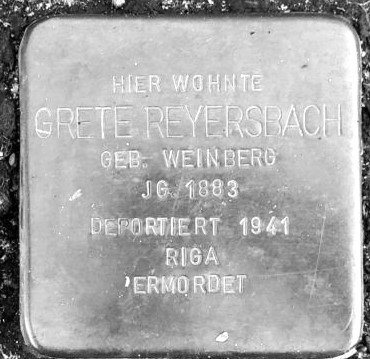 HIER WOHNTE
GRETE REYERSBACH
GEB. WEINBERG
JG. 1883
DEPORTIERT 1941
RIGA
ERMORDET